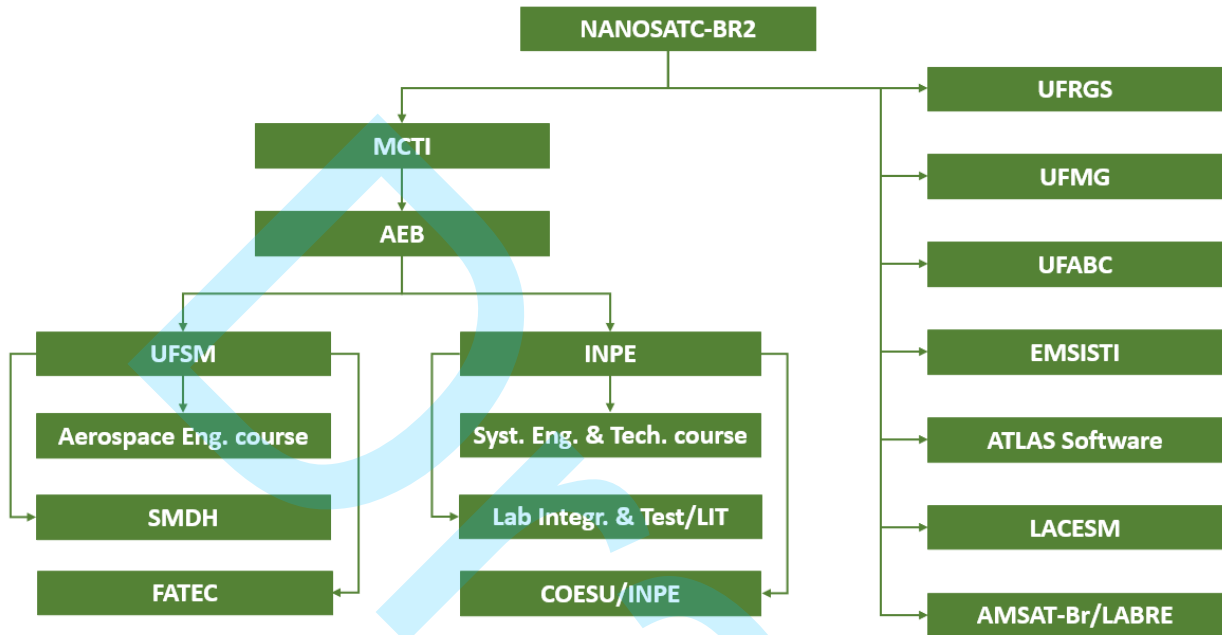 NANOSATC-BR2
MCTI
AEB
UFSM
Aerospace Eng. course
SMDH
FATEC
INPE
Syst. Eng. & Tech. course
Lab Integr. & Test/LIT
COESU/INPE
UFRGS
UFMG
UFABC
EMSISTI
ATLAS Software
LACESM
AMSAT-Br/LABRE